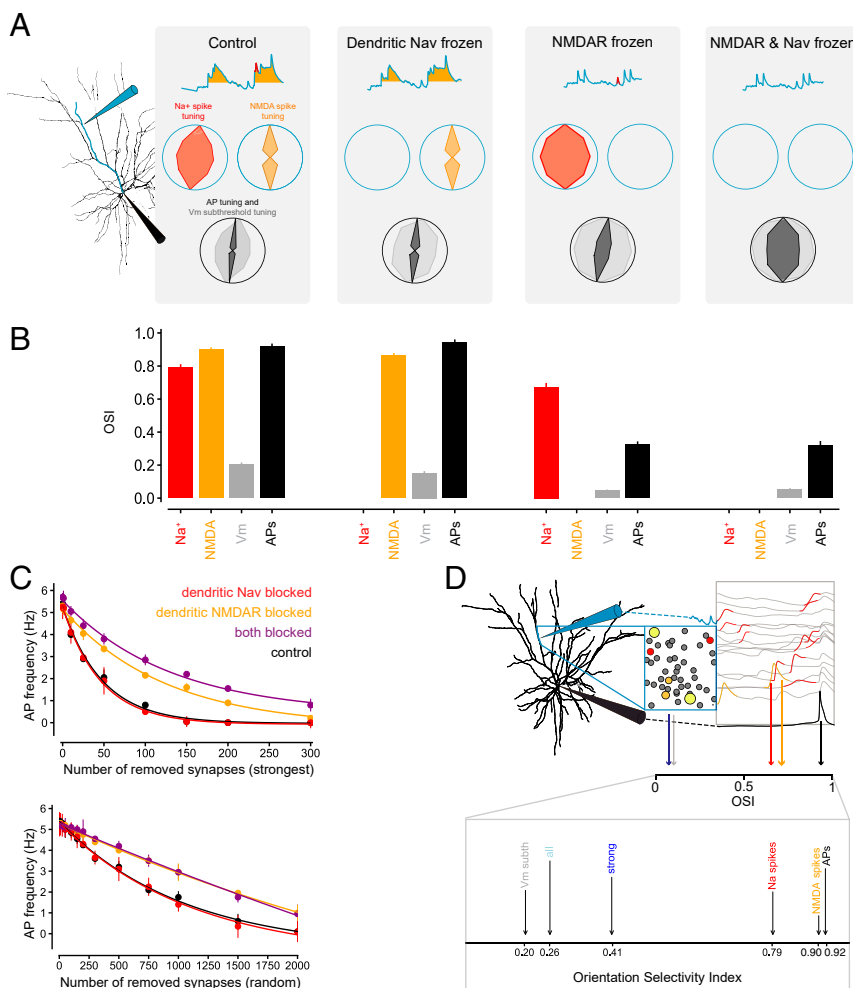 A
Control
Dendritic Nav frozen
NMDAR frozen
NMDAR & Nav frozen
Na+ spike
tuning
NMDA spike
tuning
AP tuning and
Vm subthreshold tuning
B
OSI
1.0
0.8
0.6
0.4
0.2
0.0
Na+
NMDA
Vm
APs
Na+
NMDA
Vm
APs
Na+
NMDA
Vm
APs
Na+
NMDA
Vm
APs
C
dendritic Nav blocked
dendritic NMDAR blocked
both blocked
control
AP frequency (Hz)
6
5
4
3
2
1
0
0 50 100 150 200 250 300
Number of removed synapses (strongest)
AP frequency (Hz)
6
5
4
3
2
1
0
0 250 500 750 1000 1250 1500 1750 2000
Number of removed synapses (random)
D
0 0.5 1
OSI
Vm subth
all
strong
Na spikes
NMDA spikes
APs
0.20 0.26 0.41 0.79 0.90 0.92
Orientation Selectivity Index